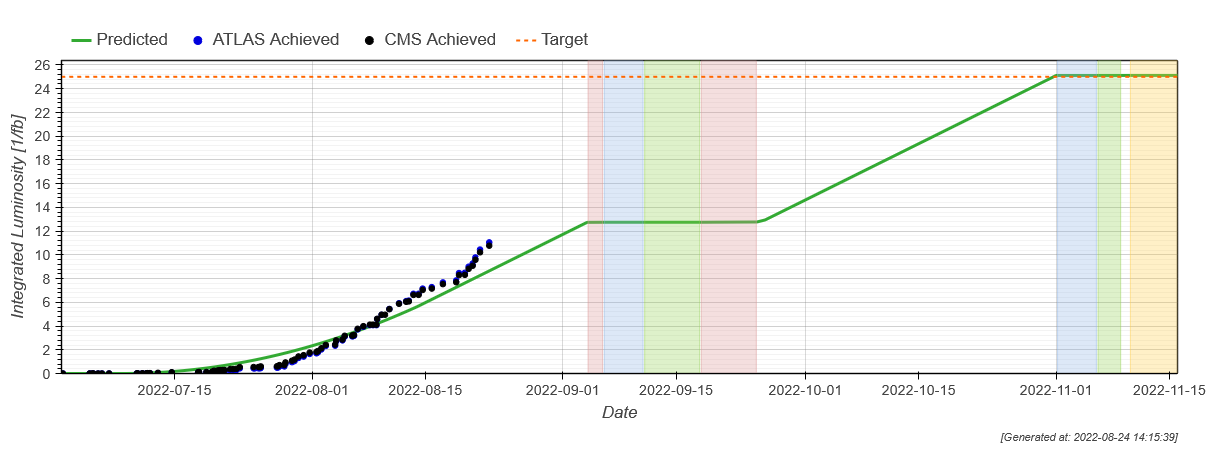 Predicted ATLAS Achieved CMS Achieved Target
Integrated Luminosity [1/fb]
26
24
22
20
18
16
14
12
10
8
6
4
2
0
2022-07-15 2022-08-01 2022-08-15 2022-09-01 2022-09-15 2022-10-01 2022-10-15 2022-11-01 2022-11-15
Date
[Generated at: 2022-08-24 14:15:39]